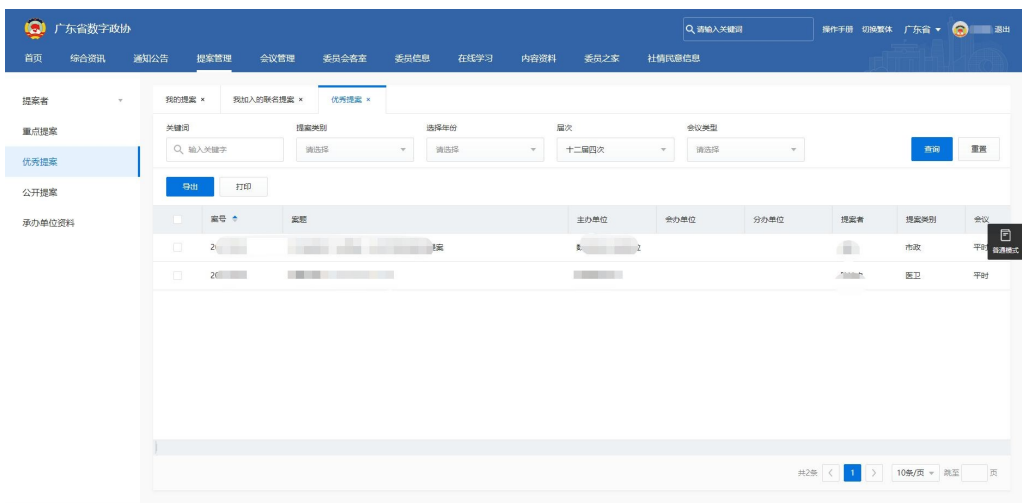 广东省数字政协
请输入关键词
操作手册 切换繁体 广东省 退出
首页 综合资讯 通知公告 提案管理 会议管理 委员会客室 委员信息 在线学习 内容资料 委员之家 社情民意信息
提案者
重点提案
优秀提案
公开提案
承办单位资料
我的提案 × 我加入的联名提案 × 优秀提案 ×
关键词 提案类别 选择年份 届次 会议类型
输入关键字 请选择 请选择 十二届四次 请选择 查询 重置
导出 打印
案号 案题 主办单位 会办单位 分办单位 提案者 提案类别 会议
2 提案 市政 平时
20 医卫 平时
普通模式
共2条 < 1 > 10条/页 跳至 页